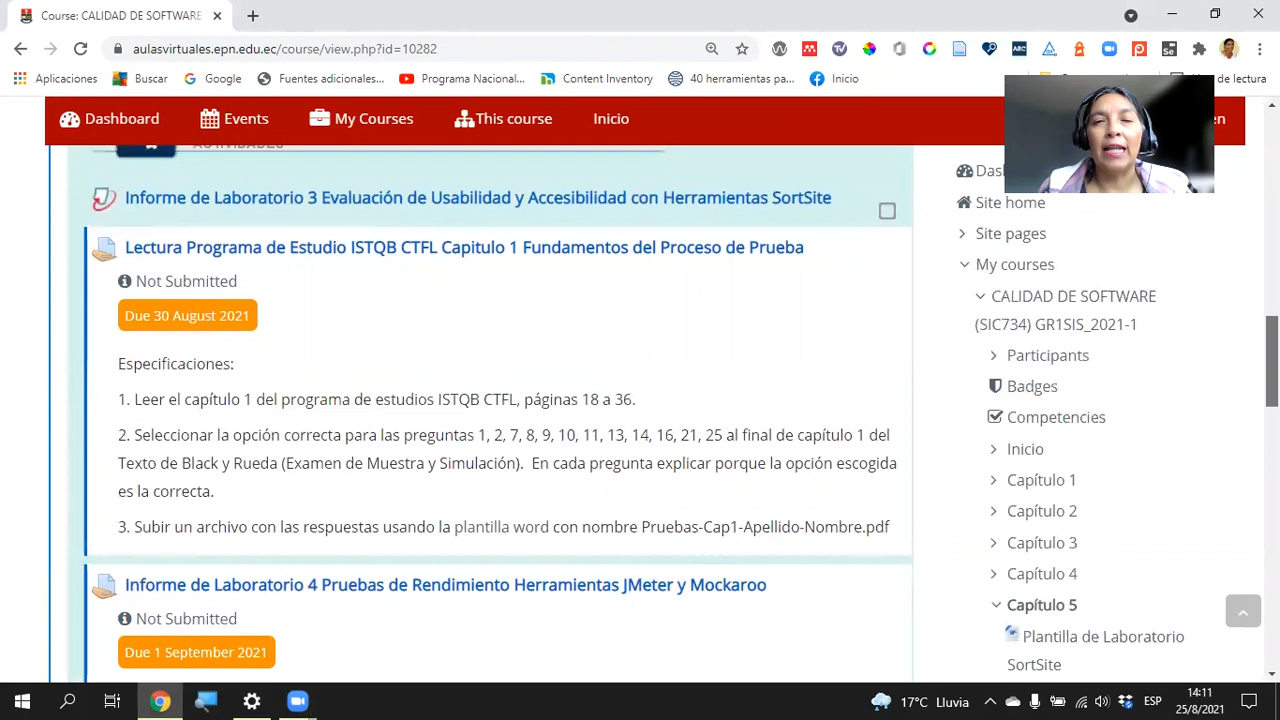 Course: CALIDAD DE SOFTWARE
aulasvirtuales.epn.edu.ec/course/view.php?id=10282
Aplicaciones Buscar Google Fuentes adicionales... Programa Nacional... Content Inventory 40 herramientas pa... Inicio de lectura
Dashboard Events My Courses This course Inicio en
Informe de Laboratorio 3 Evaluación de Usabilidad y Accesibilidad con Herramientas SortSite
Lectura Programa de Estudio ISTQB CTFL Capitulo 1 Fundamentos del Proceso de Prueba
Not Submitted
Due 30 August 2021
Especificaciones:
1. Leer el capítulo 1 del programa de estudios ISTQB CTFL, páginas 18 a 36.
2. Seleccionar la opción correcta para las preguntas 1, 2, 7, 8, 9, 10, 11, 13, 14, 16, 21, 25 al final de capítulo 1 del
Texto de Black y Rueda (Examen de Muestra y Simulación). En cada pregunta explicar porque la opción escogida
es la correcta.
3. Subir un archivo con las respuestas usando la plantilla word con nombre Pruebas-Cap1-Apellido-Nombre.pdf
Informe de Laboratorio 4 Pruebas de Rendimiento Herramientas JMeter y Mockaroo
Not Submitted
Due 1 September 2021
Site home
Site pages
My courses
CALIDAD DE SOFTWARE
(SIC734) GR1SIS_2021-1
Participants
Badges
Competencies
Inicio
Capítulo 1
Capítulo 2
Capítulo 3
Capítulo 4
Capítulo 5
Plantilla de Laboratorio
SortSite
17°C Lluvia
ESP
14:11
25/8/2021